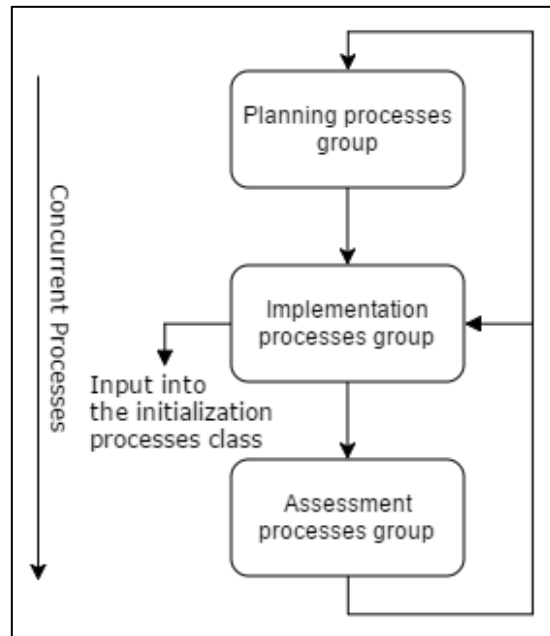 Planning processes
group
Concurrent Processes
Implementation
processes group
Input into
the initialization
processes class
Assessment
processes group